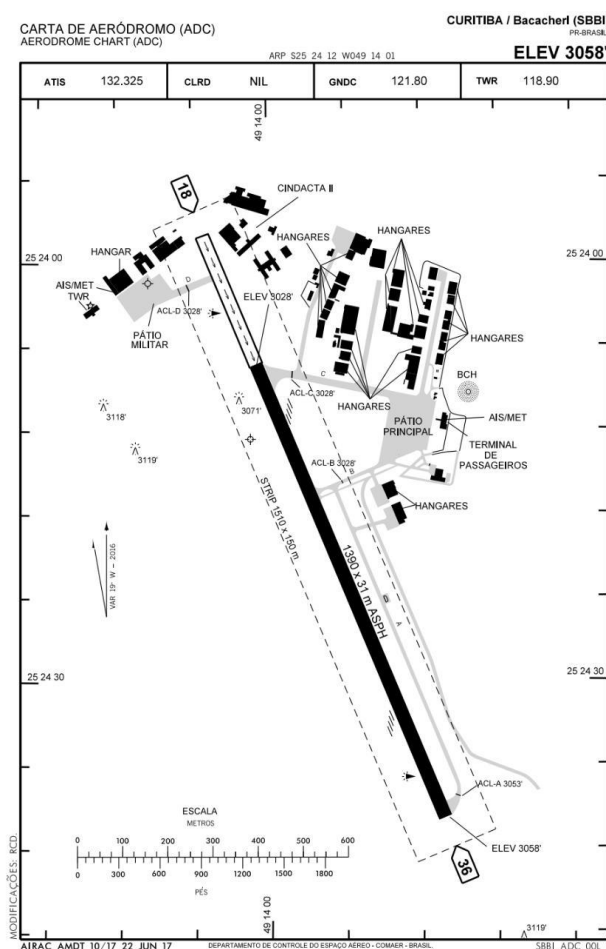 CARTA DE AERÓDROMO (ADC)
AERODROME CHART (ADC)
ARP S25 24 12 W049 14 01
CURITIBA / Bacacheri (SBBI
PR-BRASIL
ELEV 3058'
ATIS 132.325 CLRD NIL GNDC 121.80 TWR 118.90
49 14 00
18
CINDACTA II
HANGARES
HANGARES
25 24 00
25 24 00
HANGAR
AIS/MET
TWR
D
ACL-D 3028'
ELEV 3028'
PÁTIO
MILITAR
HANGARES
C
ACL-C 3028'
BCH
3118'
3071'
HANGARES
PÁTIO
PRINCIPAL
AIS/MET
TERMINAL
DE
PASSAGEIROS
3119'
ACL-B 3028'
B
STRIP 1510 x 150 m
HANGARES
1390 x 31 m ASPH
VAR 19° W – 2016
A
25 24 30
25 24 30
ACL-A 3053'
ESCALA
METROS
0 100 200 300 400 500 600
0 300 600 900 1200 1500 1800
PÉS
ELEV 3058'
36
MODIFICAÇÕES: RCD.
49 14 00
3119'
AIRAC AMDT 10/17 22 JUN 17
DEPARTAMENTO DE CONTROLE DO ESPAÇO AÉREO - COMAER - BRASIL
SBBI ADC 00